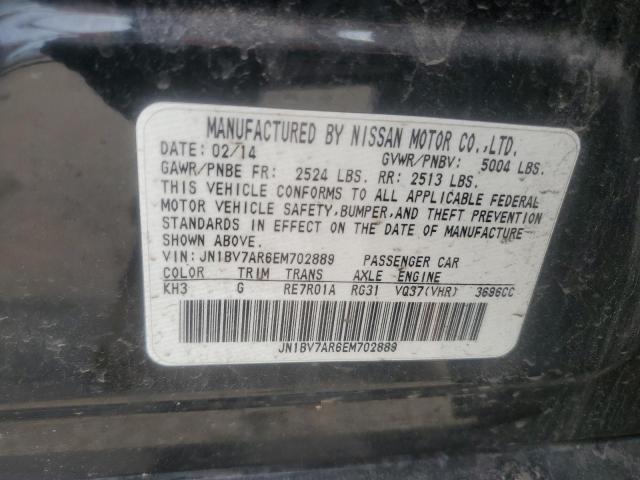 MANUFACTURED BY NISSAN MOTOR CO.,LTD.
DATE: 02/14 GVWR/PNBV: 5004 LBS.
GAWR/PNBE FR: 2524 LBS. RR: 2513 LBS.
THIS VEHICLE CONFORMS TO ALL APPLICABLE FEDERAL
MOTOR VEHICLE SAFETY,BUMPER,AND THEFT PREVENTION
STANDARDS IN EFFECT ON THE DATE OF MANUFACTURE
SHOWN ABOVE.
VIN: JN1BV7AR6EM702889 PASSENGER CAR
COLOR TRIM TRANS AXLE ENGINE
KH3 G RE7R01A RG31 VQ37(VHR) 3696CC
JN1BV7AR6EM702889